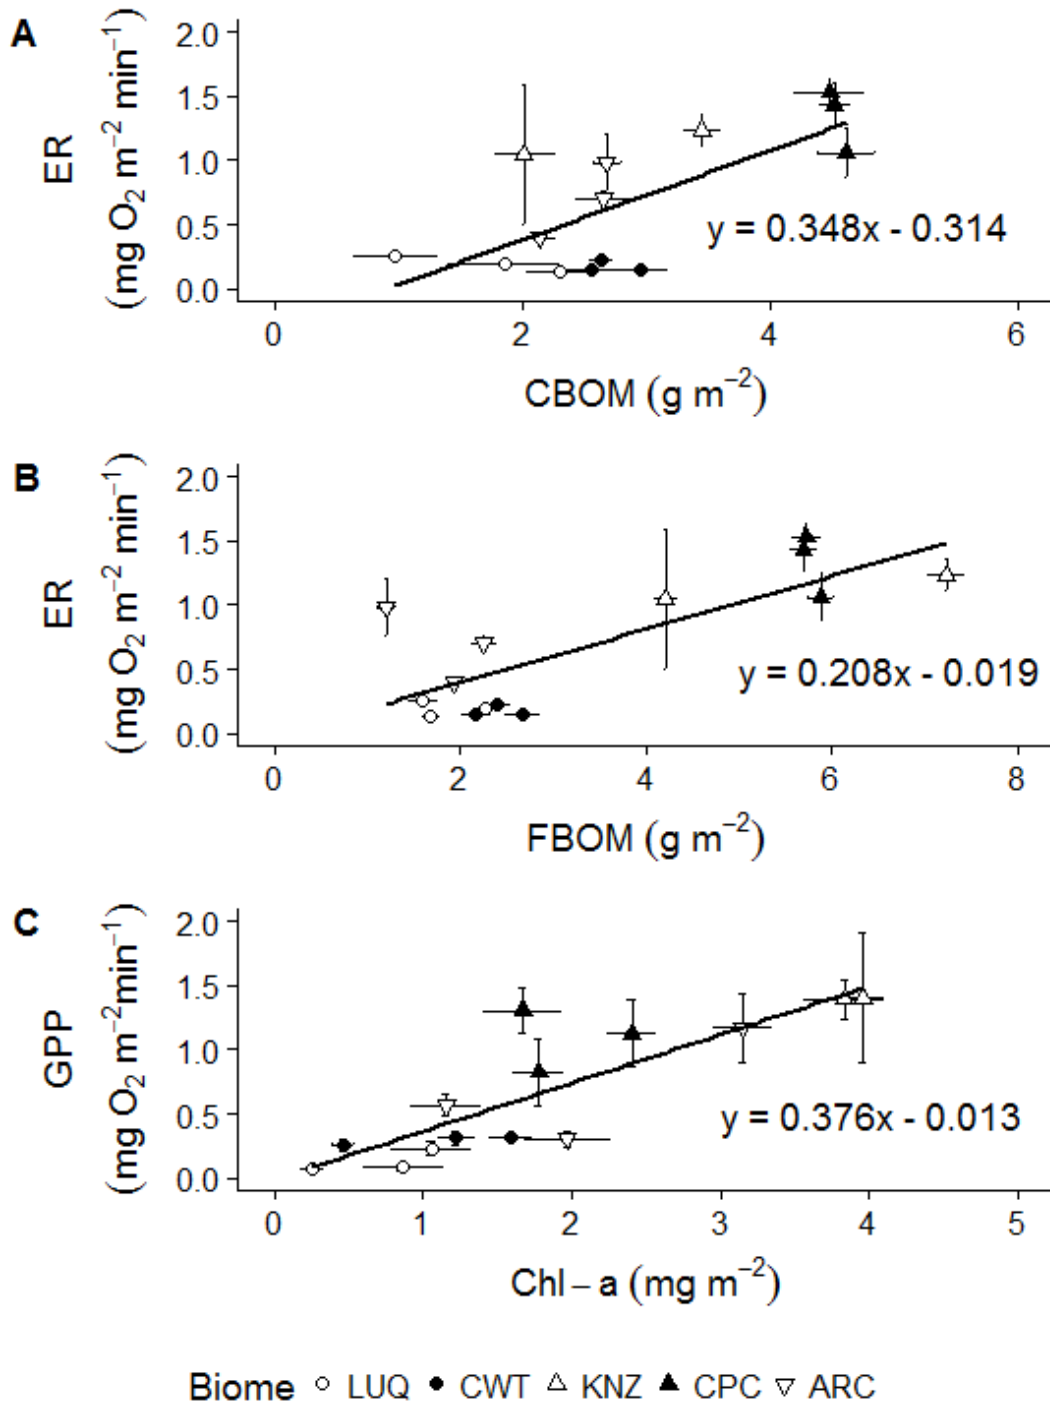 A
ER
(mg O₂ m⁻² min⁻¹)
2.0
1.5
1.0
0.5
0.0
y = 0.348x - 0.314
0 2 4 6
CBOM (g m⁻²)
B
ER
(mg O₂ m⁻² min⁻¹)
2.0
1.5
1.0
0.5
0.0
y = 0.208x - 0.019
0 2 4 6 8
FBOM (g m⁻²)
C
GPP
(mg O₂ m⁻²min⁻¹)
2.0
1.5
1.0
0.5
0.0
y = 0.376x - 0.013
0 1 2 3 4 5
Chl – a (mg m⁻²)
Biome LUQ CWT KNZ CPC ARC